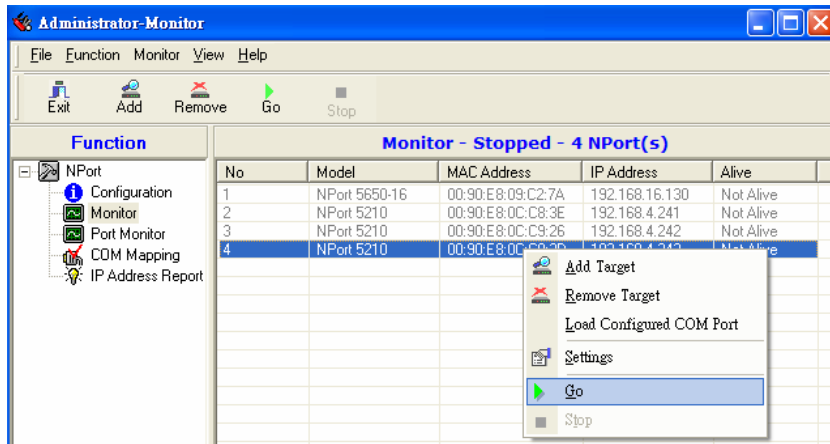 Administrator-Monitor
File Function Monitor View Help
Exit Add Remove Go Stop
Function
Monitor - Stopped - 4 NPort(s)
NPort
Configuration
Monitor
Port Monitor
COM Mapping
IP Address Report
No Model MAC Address IP Address Alive
1 NPort 5650-16 00:90:E8:09:C2:7A 192.168.16.130 Not Alive
2 NPort 5210 00:90:E8:0C:C8:3E 192.168.4.241 Not Alive
3 NPort 5210 00:90:E8:0C:C9:26 192.168.4.242 Not Alive
4 NPort 5210 Not Alive
Add Target
Remove Target
Load Configured COM Port
Settings
Go
Stop